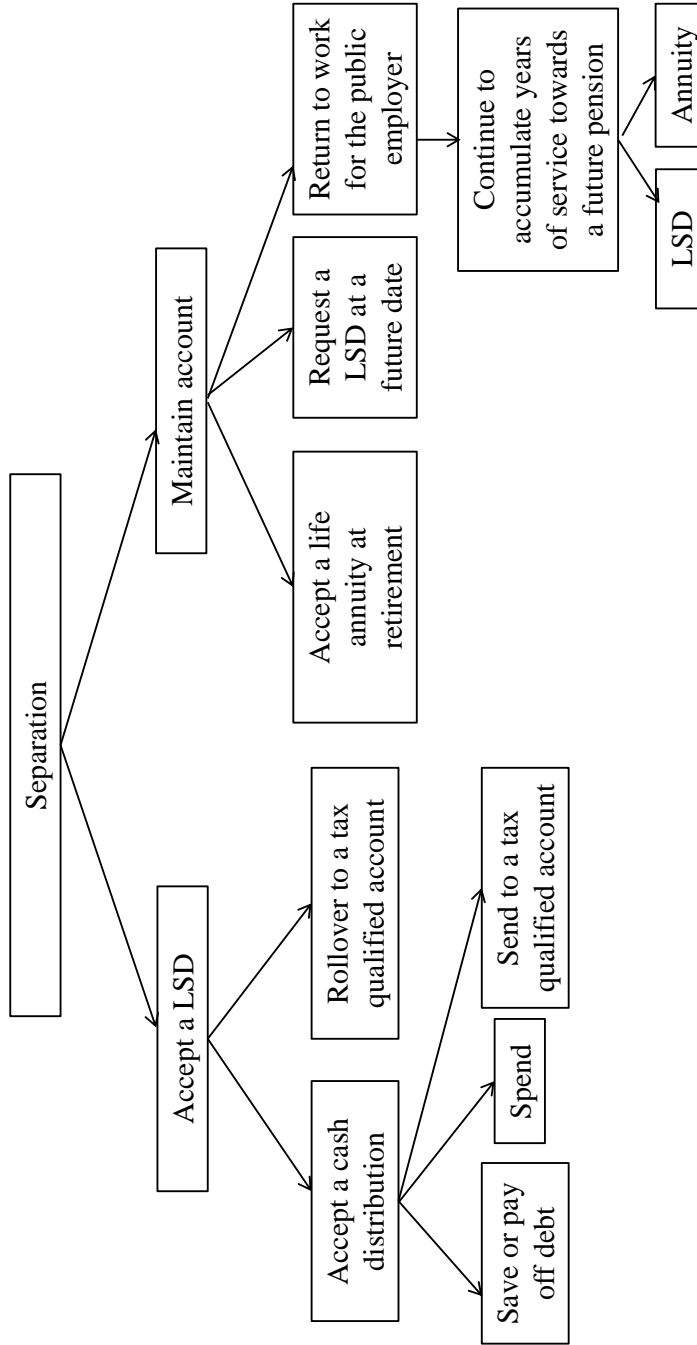 Separation
Accept a LSD
Maintain account
Accept a cash
distribution
Rollover to a tax
qualified account
Accept a life
annuity at
retirement
Request a
LSD at a
future date
Return to work
for the public
employer
Save or pay
off debt
Spend
Send to a tax
qualified account
Continue to
accumulate years
of service towards
a future pension
LSD
Annuity